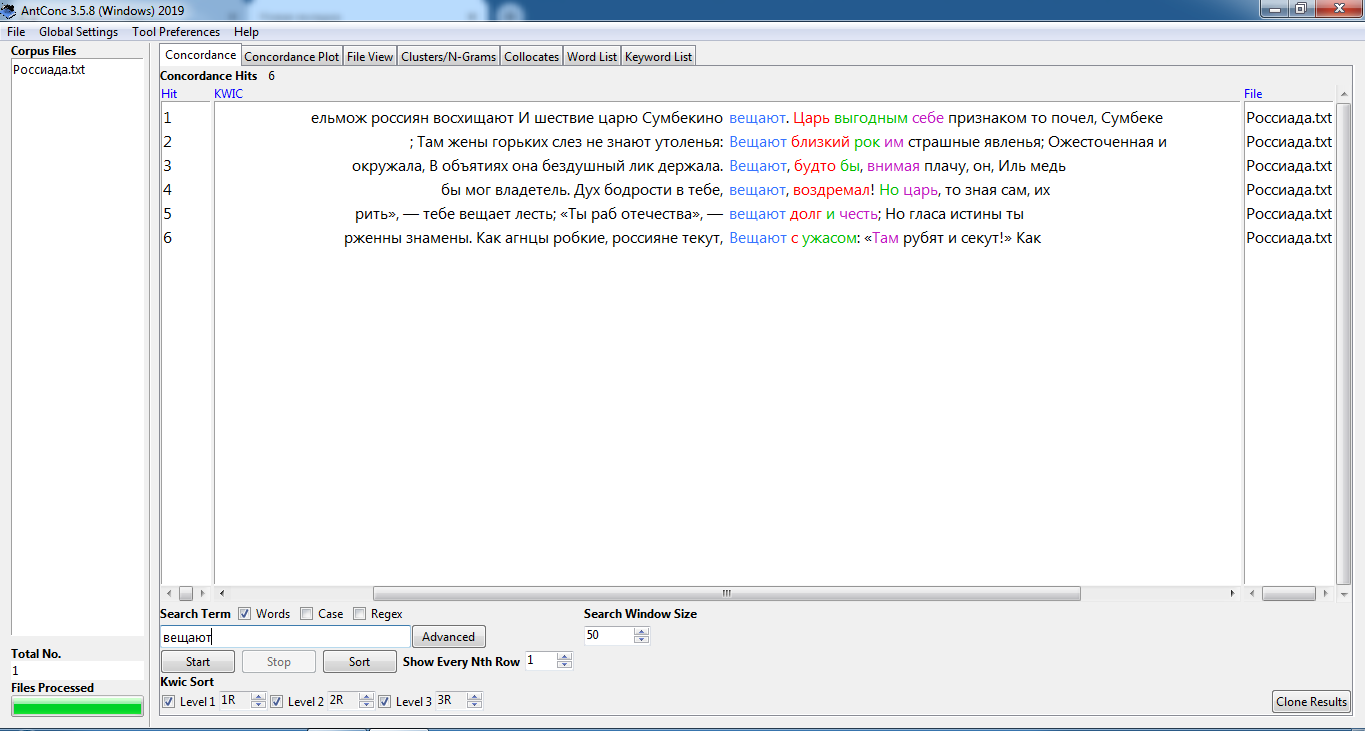 AntConc 3.5.8 (Windows) 2019
File Global Settings Tool Preferences Help
Corpus Files
Россиада.txt
Concordance Concordance Plot File View Clusters/N-Grams Collocates Word List Keyword List
Concordance Hits 6
Hit KWIC File
1 ельмож россиян восхищают И шествие царю Сумбекино вещают. Царь выгодным себе признаком то почел, Сумбеке Россиада.txt
2 ; Там жены горьких слез не знают утоленья: Вещают близкий рок им страшные явленья; Ожесточенная и Россиада.txt
3 окружала, В объятиях она бездушный лик держала. Вещают, будто бы, внимая плачу, он, Иль медь Россиада.txt
4 бы мог владетель. Дух бодрости в тебе, вещают, воздремал! Но царь, то зная сам, их Россиада.txt
5 рить», — тебе вещает лесть; «Ты раб отечества», — вещают долг и честь; Но гласа истины ты Россиада.txt
6 рженны знамены. Как агнцы робкие, россияне текут, Вещают с ужасом: «Там рубят и секут!» Как Россиада.txt
Search Term Words Case Regex Search Window Size
вещают Advanced 50
Start Stop Sort Show Every Nth Row 1
Kwic Sort
Level 1 1R Level 2 2R Level 3 3R
Total No.
1
Files Processed
Clone Results